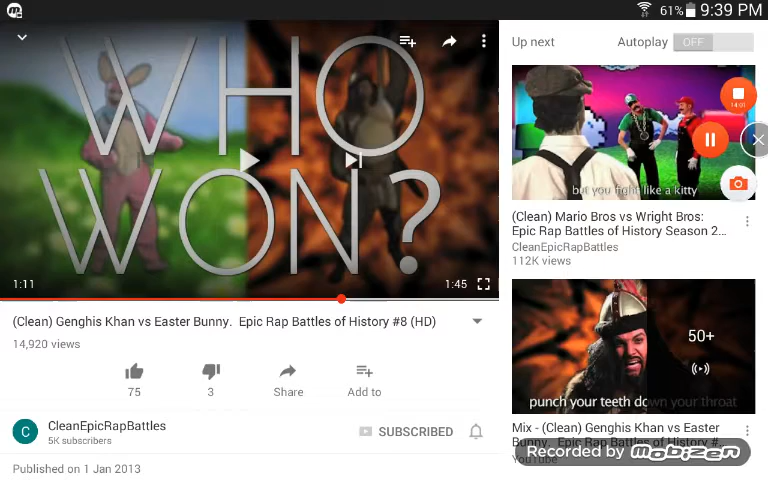 61% 9:39 PM
WHO
WON?
1:11
1:45
(Clean) Genghis Khan vs Easter Bunny. Epic Rap Battles of History #8 (HD)
14,920 views
75
3
Share
Add to
C
CleanEpicRapBattles
5K subscribers
SUBSCRIBED
Published on 1 Jan 2013
Up next
Autoplay
OFF
14:01
but you fight like a kitty
(Clean) Mario Bros vs Wright Bros:
Epic Rap Battles of History Season 2...
CleanEpicRapBattles
112K views
50+
punch your teeth down your throat
Mix - (Clean) Genghis Khan vs Easter
Bunny. Epic Rap Battles of History #...
YouTube
Recorded by mobizen